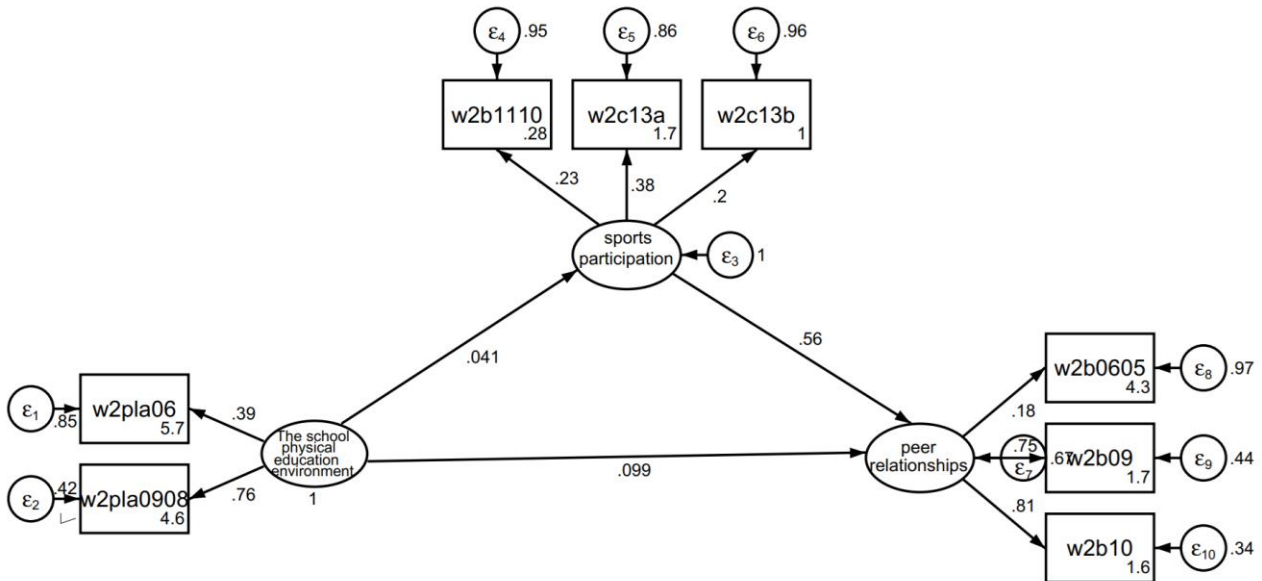 ε4 .95
ε5 .86
ε6 .96
w2b1110 .28
w2c13a 1.7
w2c13b 1
.23
.38
.2
sports
participation
ε3 1
.041
.56
ε1 .85
w2pla06 5.7
.39
ε2 .42
w2pla0908 4.6
.76
The school
physical
education
environment
1
.099
peer
relationships
ε7 .67
.18
.75
.81
w2b0605 4.3
ε8 .97
w2b09 1.7
ε9 .44
w2b10 1.6
ε10 .34